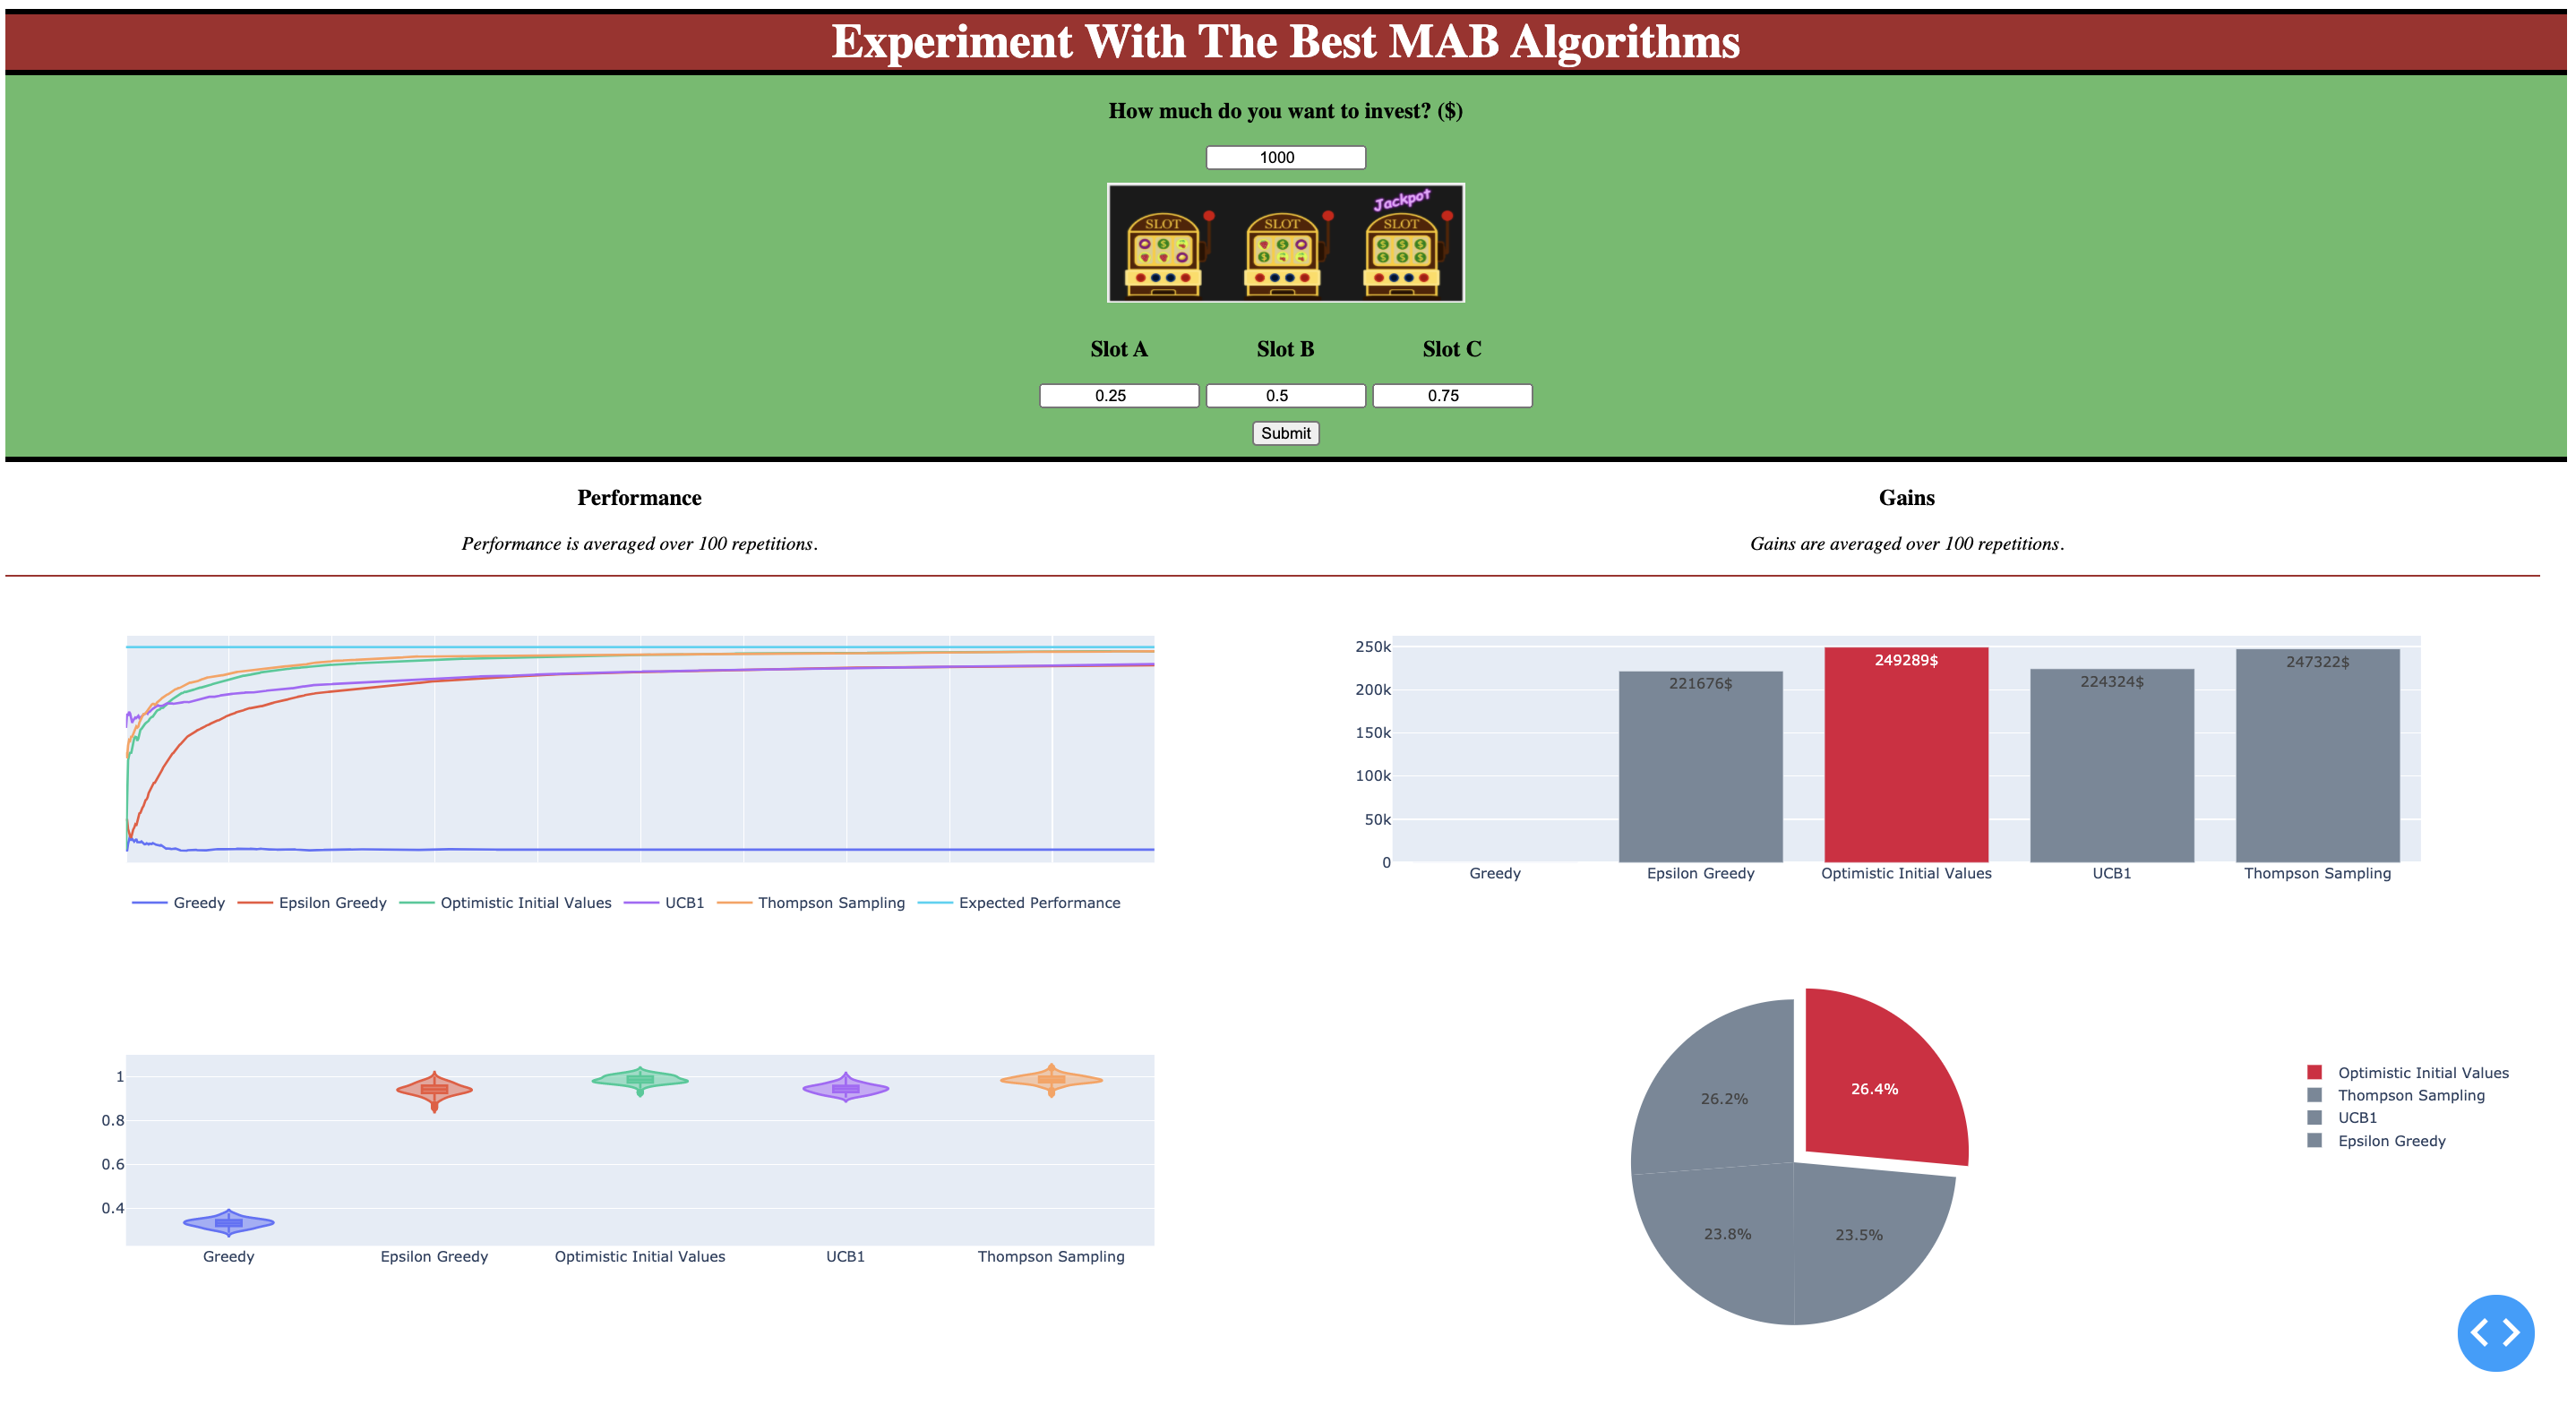 Experiment With The Best MAB Algorithms
How much do you want to invest? ($)
1000
Jackpot
SLOT SLOT SLOT
Slot A Slot B Slot C
0.25 0.5 0.75
Submit
Performance
Performance is averaged over 100 repetitions.
Gains
Gains are averaged over 100 repetitions.
Greedy Epsilon Greedy Optimistic Initial Values UCB1 Thompson Sampling Expected Performance
250k
200k
150k
100k
50k
0
221676$ 249289$ 224324$ 247322$
Greedy Epsilon Greedy Optimistic Initial Values UCB1 Thompson Sampling
1
0.8
0.6
0.4
Greedy Epsilon Greedy Optimistic Initial Values UCB1 Thompson Sampling
26.2% 26.4%
23.8% 23.5%
Optimistic Initial Values
Thompson Sampling
UCB1
Epsilon Greedy